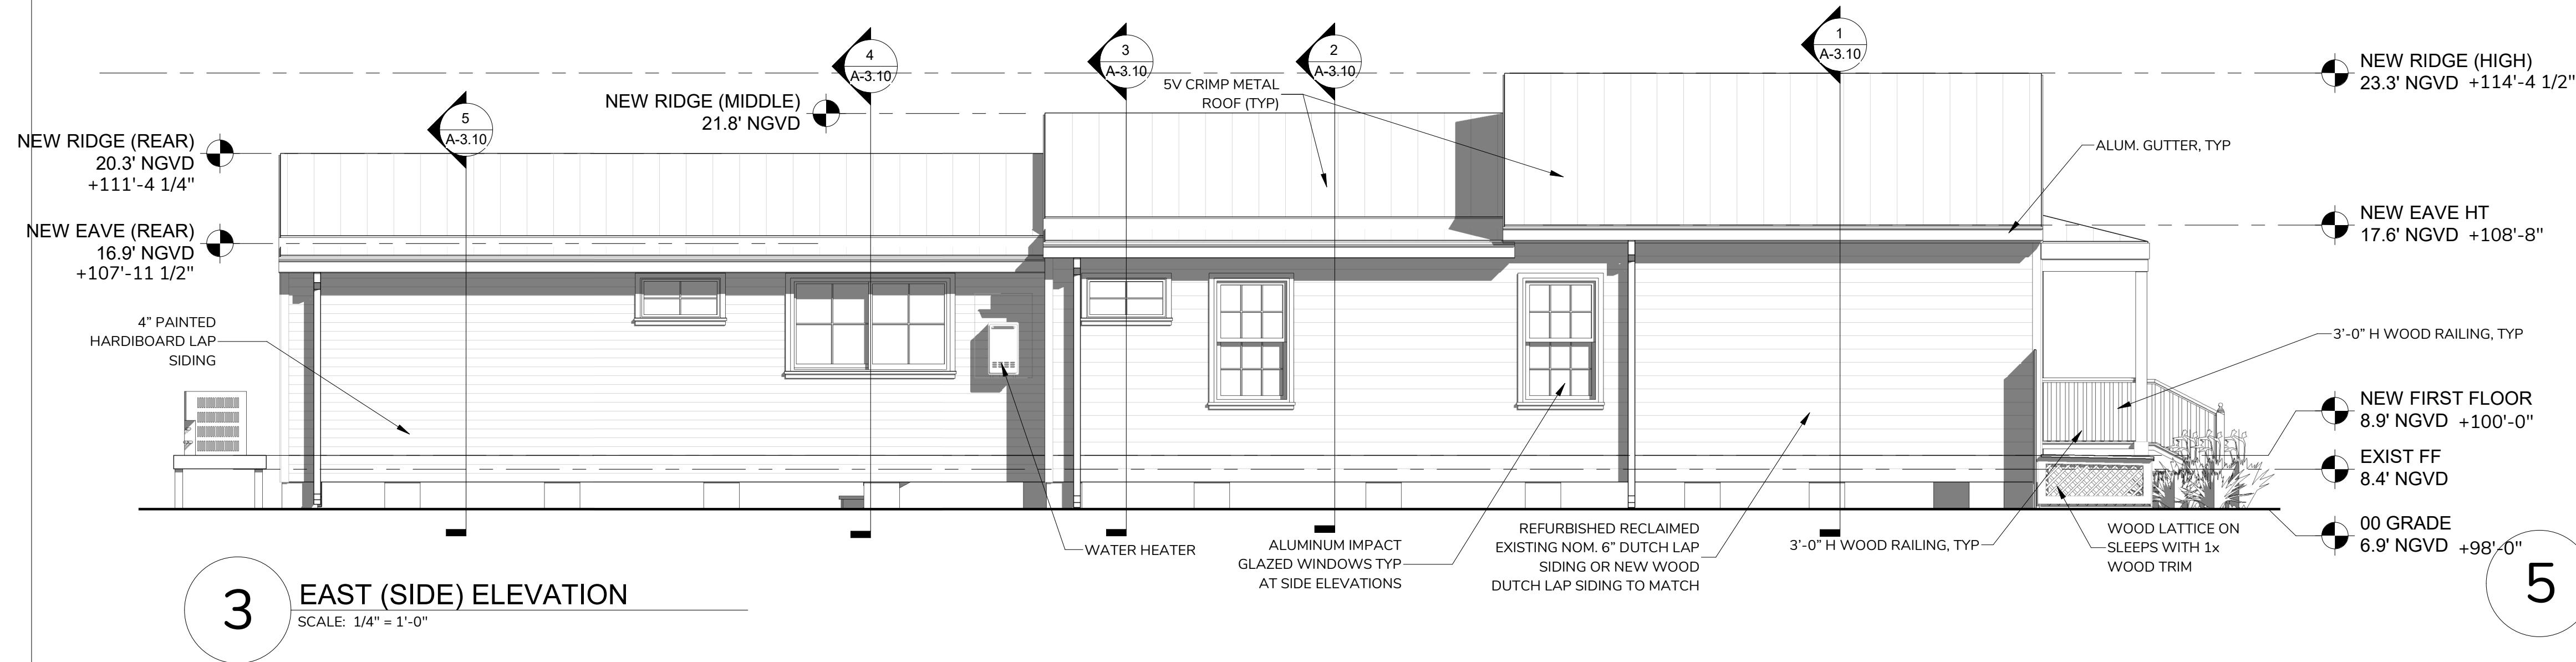 1
A-3.10
2
A-3.10
3
A-3.10
4
A-3.10
5
A-3.10
NEW RIDGE (HIGH)
23.3' NGVD +114'-4 1/2"
5V CRIMP METAL
ROOF (TYP)
NEW RIDGE (MIDDLE)
21.8' NGVD
NEW RIDGE (REAR)
20.3' NGVD
+111'-4 1/4"
ALUM. GUTTER, TYP
NEW EAVE (REAR)
16.9' NGVD
+107'-11 1/2"
NEW EAVE HT
17.6' NGVD +108'-8"
4” PAINTED
HARDIBOARD LAP
SIDING
3'-0" H WOOD RAILING, TYP
NEW FIRST FLOOR
8.9' NGVD +100'-0"
EXIST FF
8.4' NGVD
00 GRADE
6.9' NGVD +98'-0"
WATER HEATER
ALUMINUM IMPACT
GLAZED WINDOWS TYP
AT SIDE ELEVATIONS
REFURBISHED RECLAIMED
EXISTING NOM. 6” DUTCH LAP
SIDING OR NEW WOOD
DUTCH LAP SIDING TO MATCH
3'-0" H WOOD RAILING, TYP
WOOD LATTICE ON
SLEEPS WITH 1x
WOOD TRIM
3
EAST (SIDE) ELEVATION
SCALE: 1/4" = 1'-0"
5